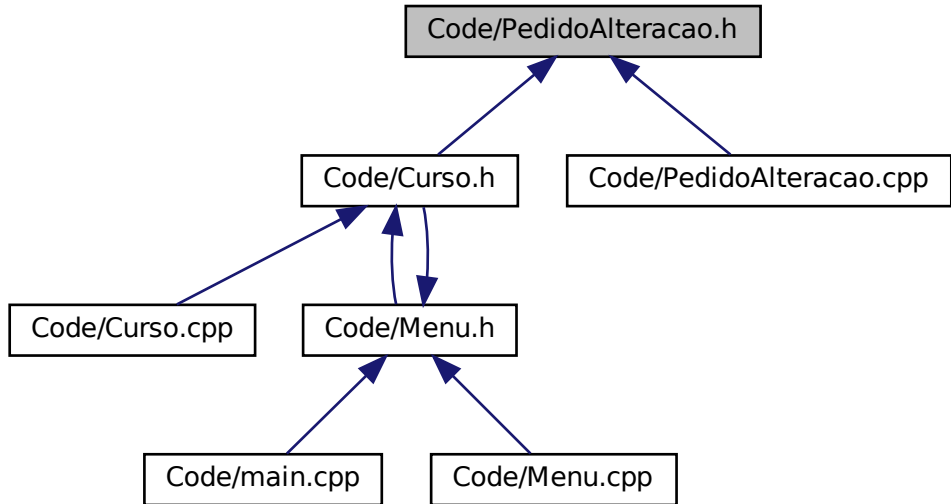 Code/PedidoAlteracao.h
Code/Curso.h
Code/PedidoAlteracao.cpp
Code/Curso.cpp
Code/Menu.h
Code/main.cpp
Code/Menu.cpp